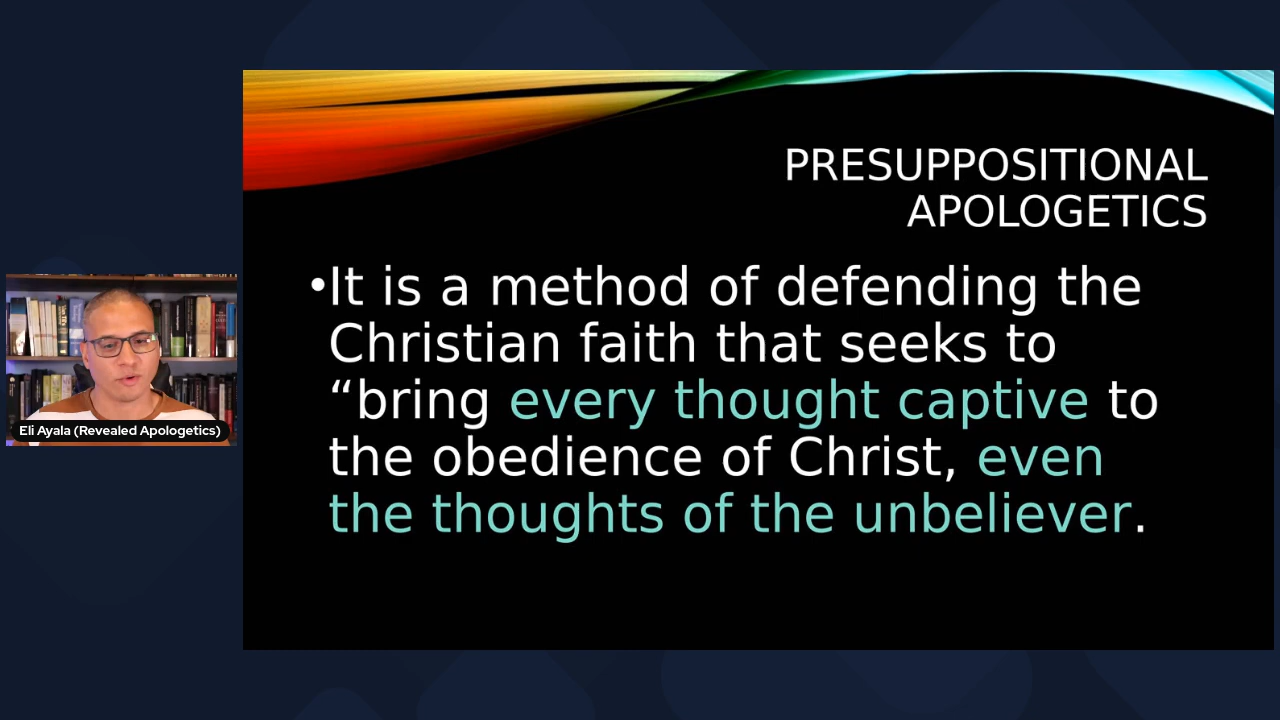 PRESUPPOSITIONAL
APOLOGETICS
•It is a method of defending the
Christian faith that seeks to
“bring every thought captive to
the obedience of Christ, even
the thoughts of the unbeliever.
Eli Ayala (Revealed Apologetics)